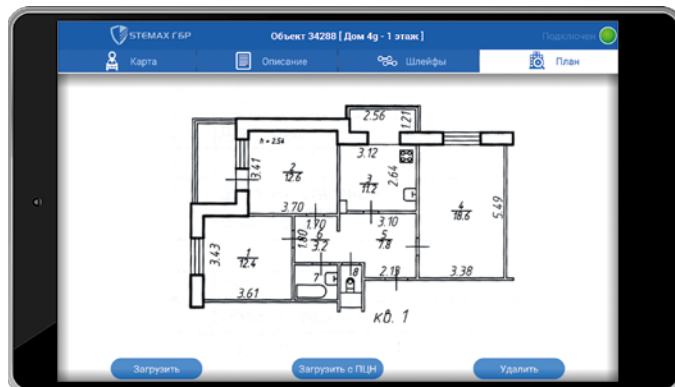 STEMAX ГБР
Объект 34288 [ Дом 4g - 1 этаж ]
Подключен
Карта
Описание
Шлейфы
План
2.56
1.21
h = 2.54
3.12
3.41
2
12.6
3
11.2
2.64
4
18.6
5.49
3.70
1.70
3.10
1.80
6
3.2
5
7.8
3.43
1
12.4
7
8
2.13
3.38
3.61
кв. 1
Загрузить
Загрузить с ПЦН
Удалить